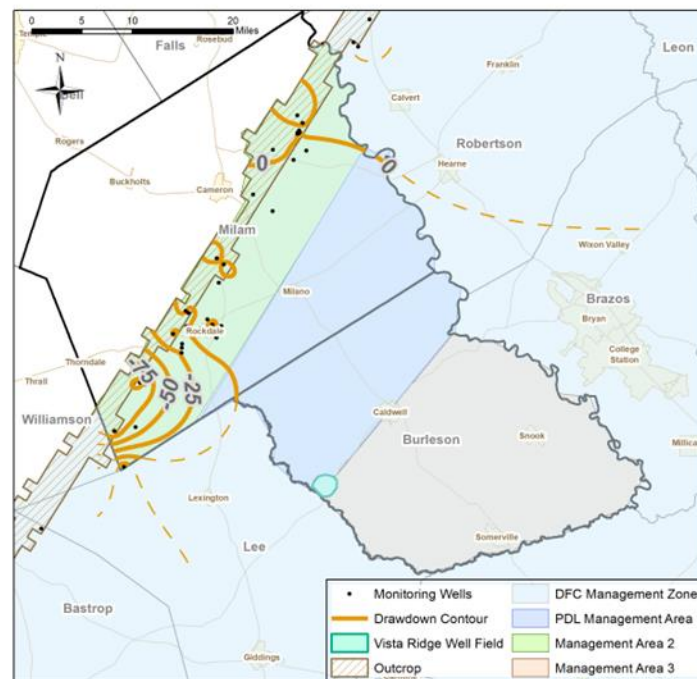 0 10 20
Miles
Temple
Falls
Rosebud
Leon
N
Bell
Franklin
Calvert
Rogers
Robertson
Hearne
0
0
Buckholts
Cameron
Wixon Valley
Milam
Brazos
Milano
Bryan
Rockdale
College
Station
Thorndale
Thrall
-75
-50
-25
Williamson
Caldwell
Millica
Burleson
Snook
Lexington
Somerville
Lee
Bastrop
Giddings
Monitoring Wells
Drawdown Contour
Vista Ridge Well Field
Outcrop
DFC Management Zone
PDL Management Area
Management Area 2
Management Area 3